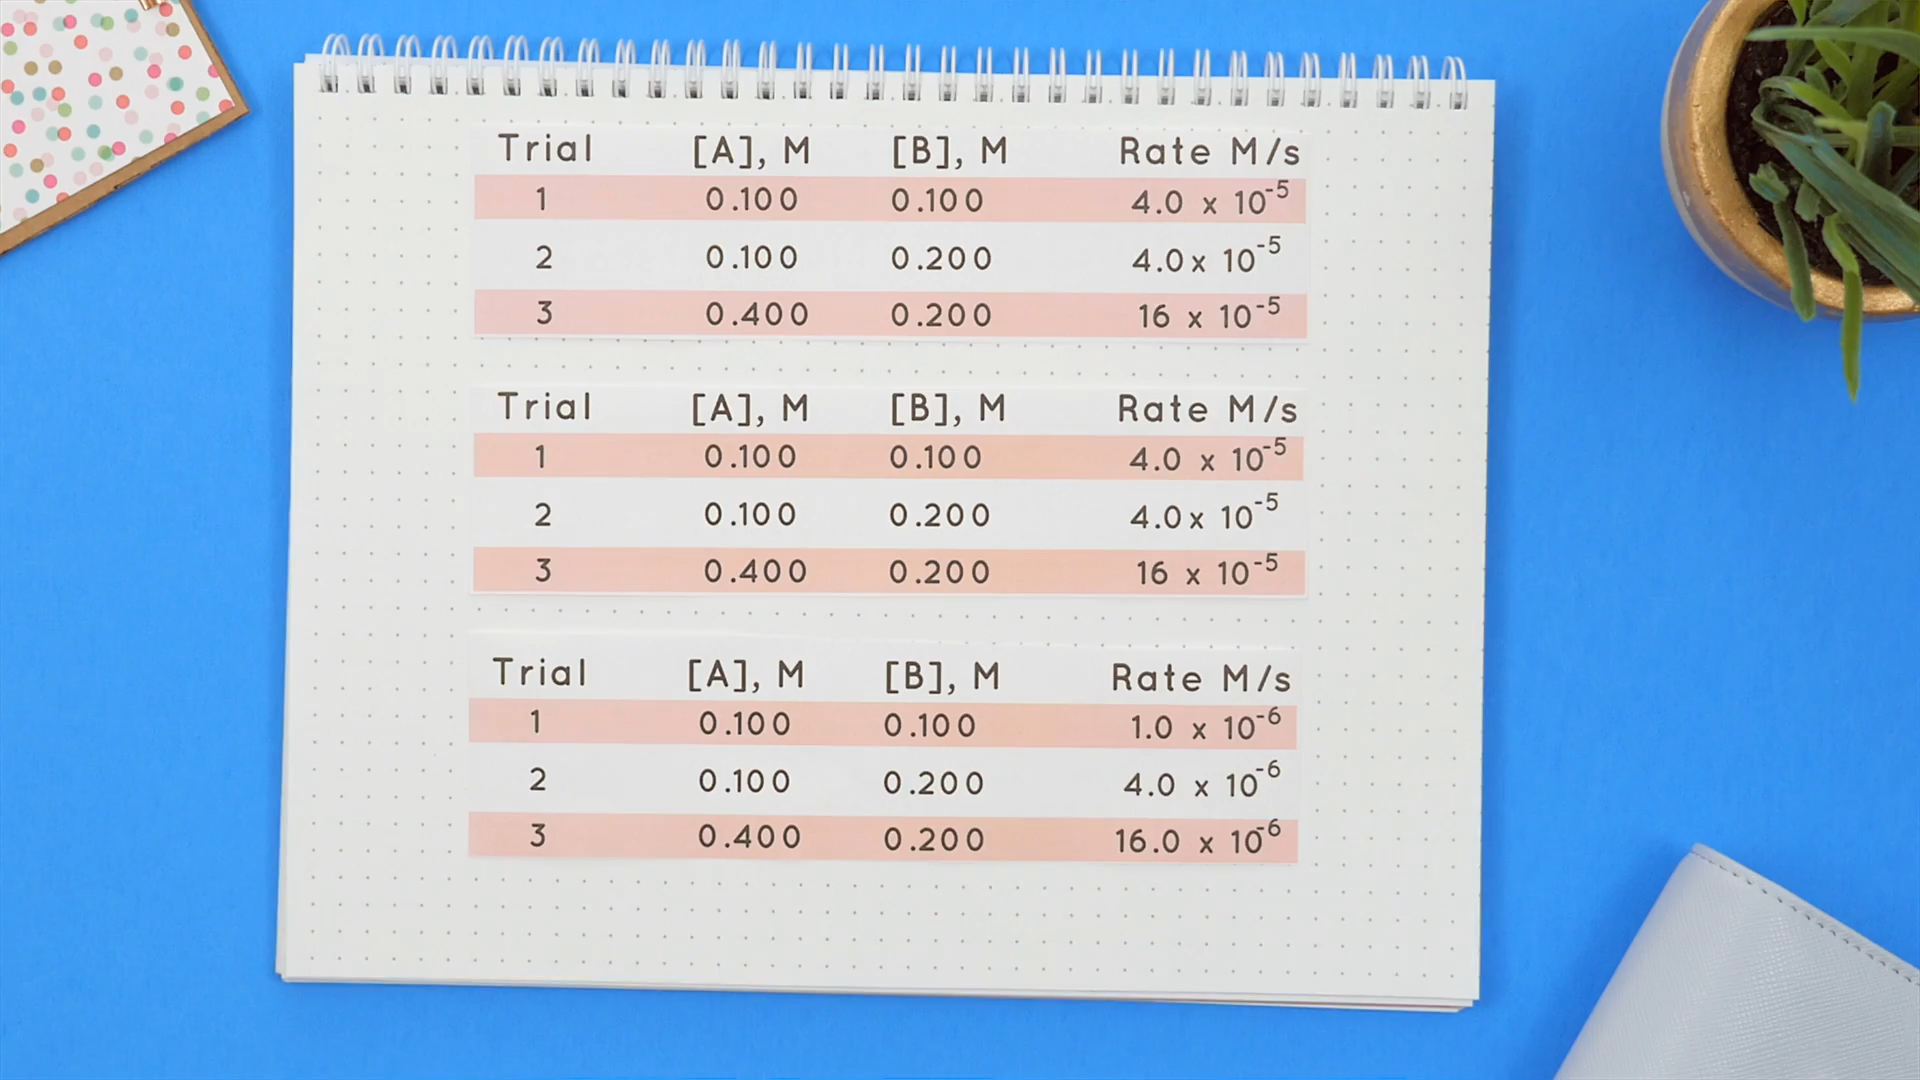 Trial [A], M [B], M Rate M/s
1 0.100 0.100 4.0 x 10⁻⁵
2 0.100 0.200 4.0 x 10⁻⁵
3 0.400 0.200 16 x 10⁻⁵
Trial [A], M [B], M Rate M/s
1 0.100 0.100 4.0 x 10⁻⁵
2 0.100 0.200 4.0 x 10⁻⁵
3 0.400 0.200 16 x 10⁻⁵
Trial [A], M [B], M Rate M/s
1 0.100 0.100 1.0 x 10⁻⁶
2 0.100 0.200 4.0 x 10⁻⁶
3 0.400 0.200 16.0 x 10⁻⁶